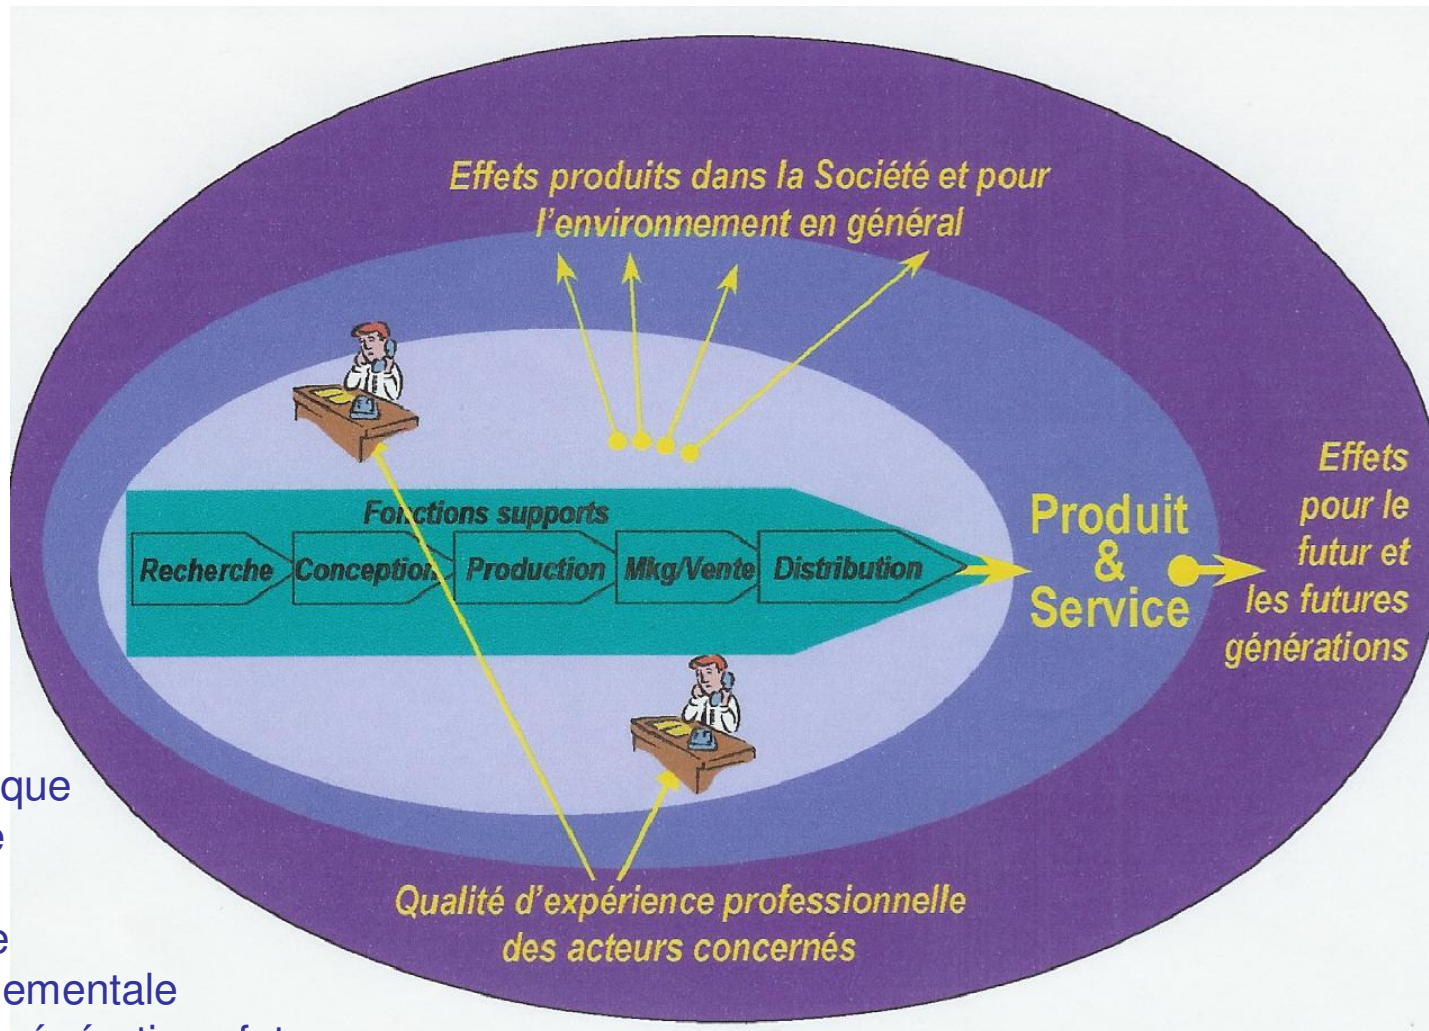 Effets produits dans la Société et pour
l'environnement en général
Fonctions supports
Recherche
Conception
Production
Mkg/Vente
Distribution
Produit
&
Service
Effets
pour le
futur et
les futures
générations
Qualité d'expérience professionnelle
des acteurs concernés
que
e
e
ementale